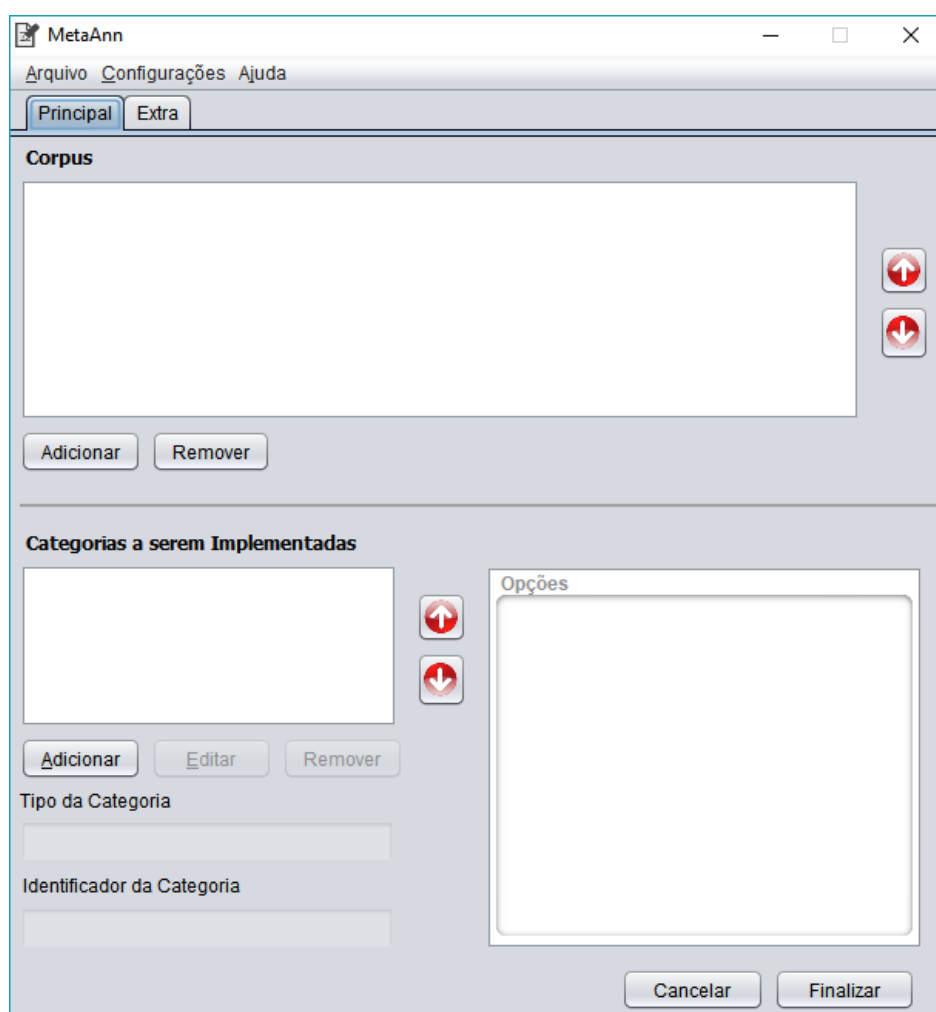 MetaAnn
Arquivo Configurações Ajuda
Principal Extra
Corpus
Adicionar Remover
Categorias a serem Implementadas
Opções
Adicionar Editar Remover
Tipo da Categoria
Identificador da Categoria
Cancelar Finalizar